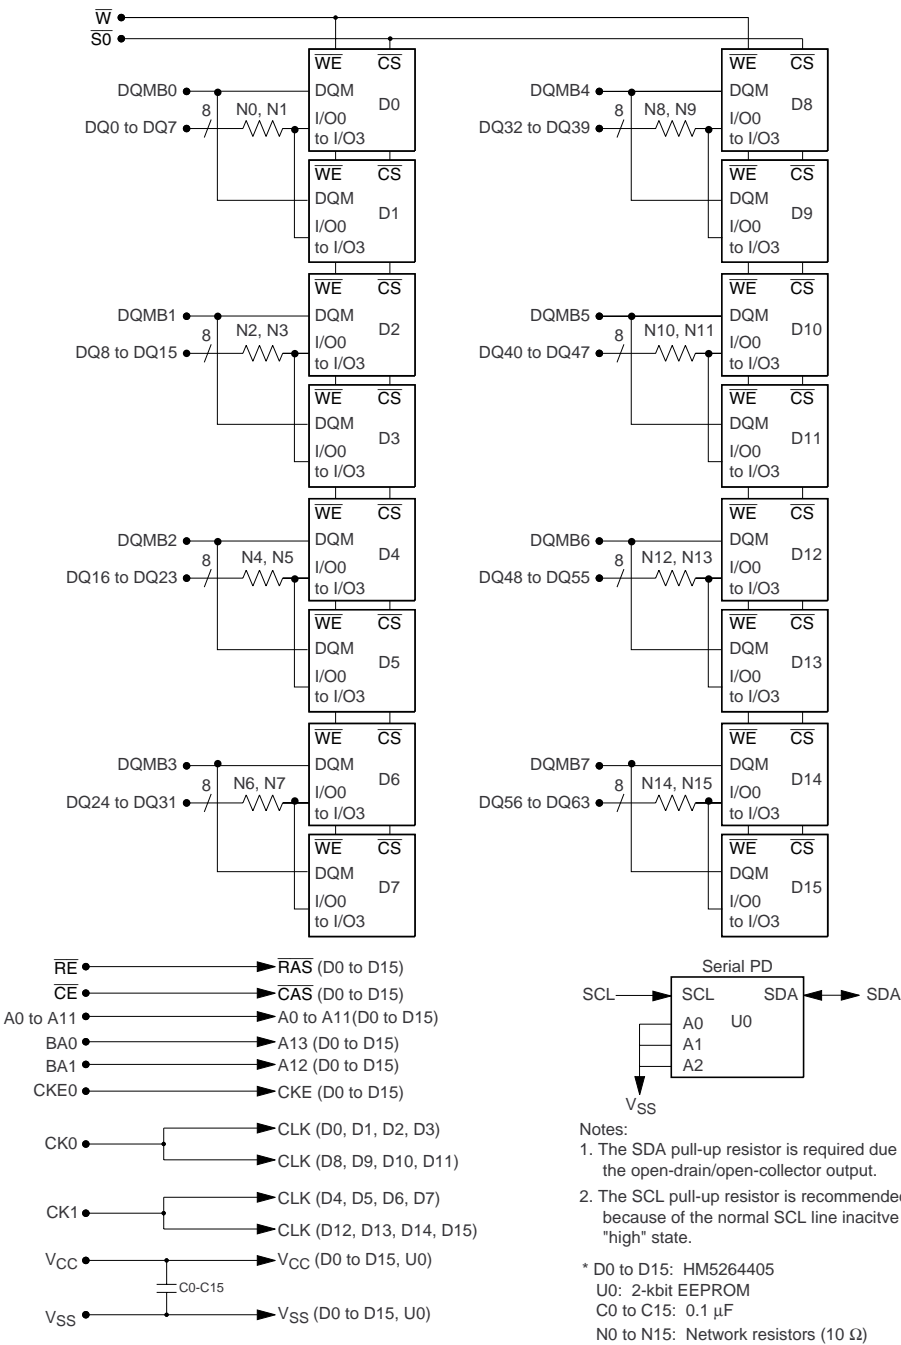 W
S0
WE CS
DQMB0 DQM
D0
8 N0, N1 I/O0
DQ0 to DQ7 to I/O3
WE CS
DQM
D1
I/O0
to I/O3
WE CS
DQMB1 DQM
D2
8 N2, N3 I/O0
DQ8 to DQ15 to I/O3
WE CS
DQM
D3
I/O0
to I/O3
WE CS
DQMB2 DQM
D4
8 N4, N5 I/O0
DQ16 to DQ23 to I/O3
WE CS
DQM
D5
I/O0
to I/O3
WE CS
DQMB3 DQM
D6
8 N6, N7 I/O0
DQ24 to DQ31 to I/O3
WE CS
DQM
D7
I/O0
to I/O3
WE CS
DQMB4 DQM
D8
8 N8, N9 I/O0
DQ32 to DQ39 to I/O3
WE CS
DQM
D9
I/O0
to I/O3
WE CS
DQMB5 DQM
D10
8 N10, N11 I/O0
DQ40 to DQ47 to I/O3
WE CS
DQM
D11
I/O0
to I/O3
WE CS
DQMB6 DQM
D12
8 N12, N13 I/O0
DQ48 to DQ55 to I/O3
WE CS
DQM
D13
I/O0
to I/O3
WE CS
DQMB7 DQM
D14
8 N14, N15 I/O0
DQ56 to DQ63 to I/O3
WE CS
DQM
D15
I/O0
to I/O3
RE RAS (D0 to D15)
CE CAS (D0 to D15)
A0 to A11 A0 to A11(D0 to D15)
BA0 A13 (D0 to D15)
BA1 A12 (D0 to D15)
CKE0 CKE (D0 to D15)
CK0 CLK (D0, D1, D2, D3)
CLK (D8, D9, D10, D11)
CK1 CLK (D4, D5, D6, D7)
CLK (D12, D13, D14, D15)
VCC VCC (D0 to D15, U0)
C0-C15
VSS VSS (D0 to D15, U0)
Serial PD
SCL SCL SDA SDA
A0 U0
A1
A2
VSS
Notes:
1. The SDA pull-up resistor is required due
the open-drain/open-collector output.
2. The SCL pull-up resistor is recommende
because of the normal SCL line inacitve
"high" state.
* D0 to D15: HM5264405
U0: 2-kbit EEPROM
C0 to C15: 0.1 μF
N0 to N15: Network resistors (10 Ω)